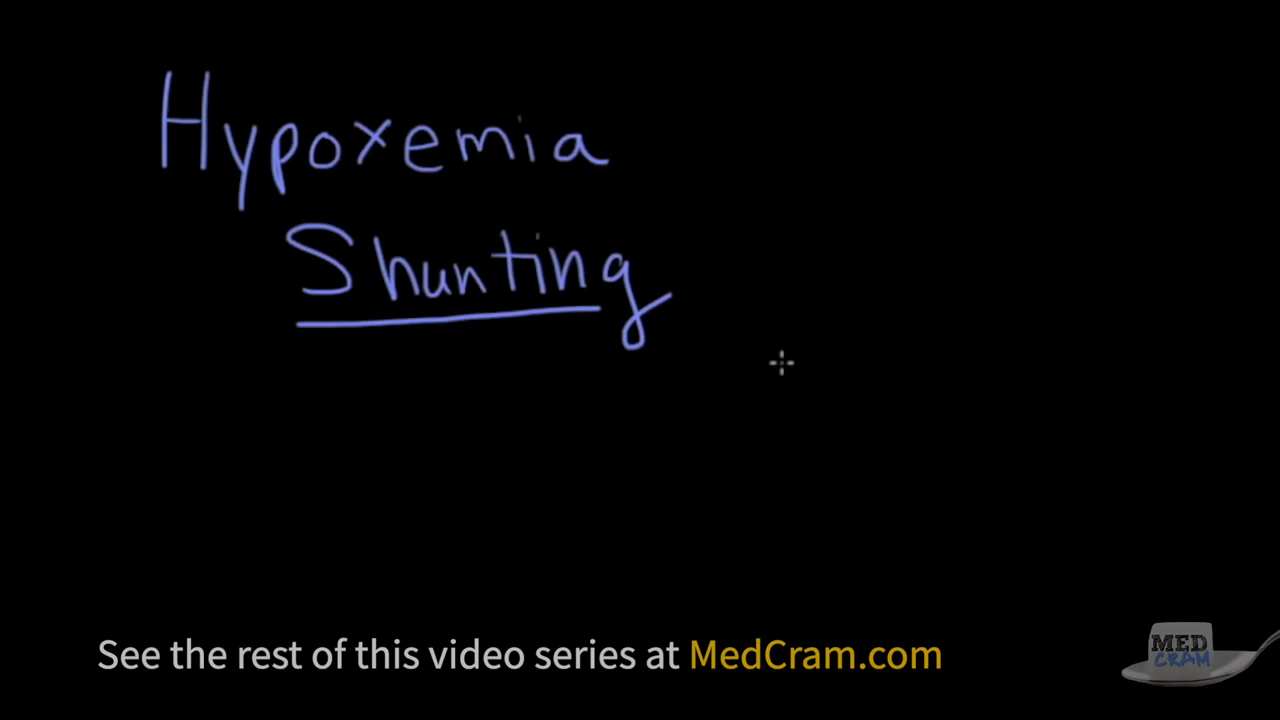 Hypoxemia
Shunting
See the rest of this video series at MedCram.com
MED
CRAM